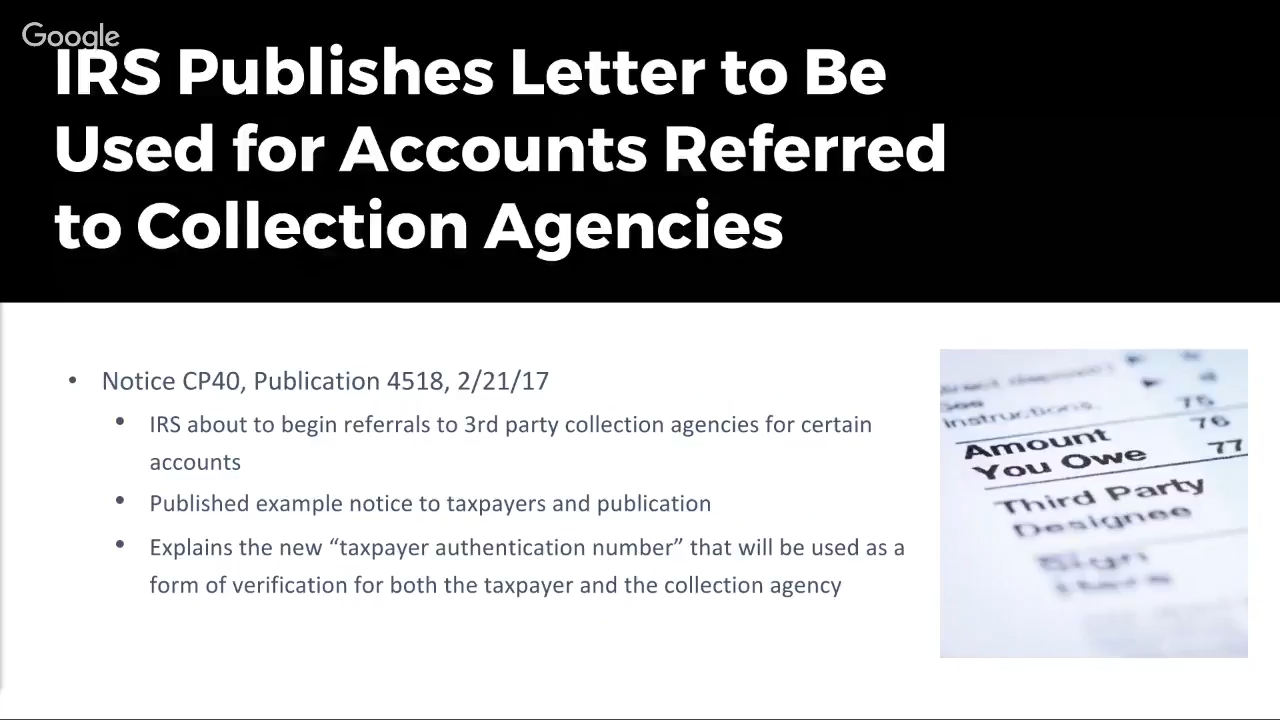 Google
IRS Publishes Letter to Be
Used for Accounts Referred
to Collection Agencies
• Notice CP40, Publication 4518, 2/21/17
• IRS about to begin referrals to 3rd party collection agencies for certain
accounts
• Published example notice to taxpayers and publication
• Explains the new “taxpayer authentication number” that will be used as a
form of verification for both the taxpayer and the collection agency
See
instructions.
75
76
Amount
You Owe
77
Third Party
Designee
Sign